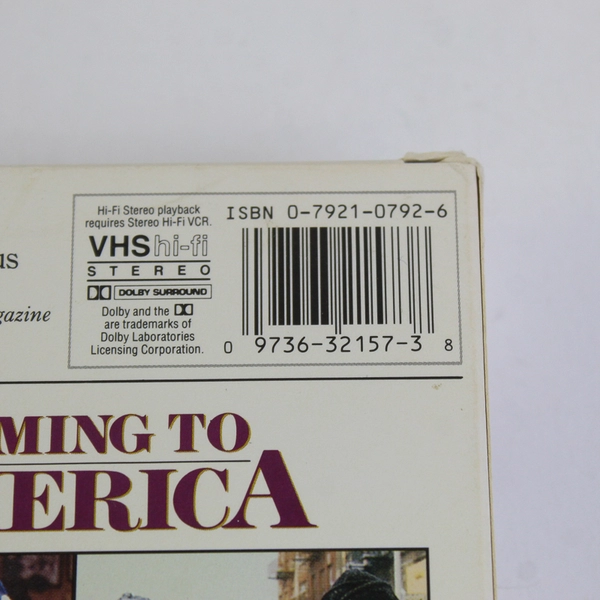 us
gazine
Hi-Fi Stereo playback
requires Stereo Hi-Fi VCR.
VHS hi-fi
STEREO
DOLBY SURROUND
Dolby and the
are trademarks of
Dolby Laboratories
Licensing Corporation.
ISBN 0-7921-0792-6
0 9736-32157-3 8
MING TO
ERICA